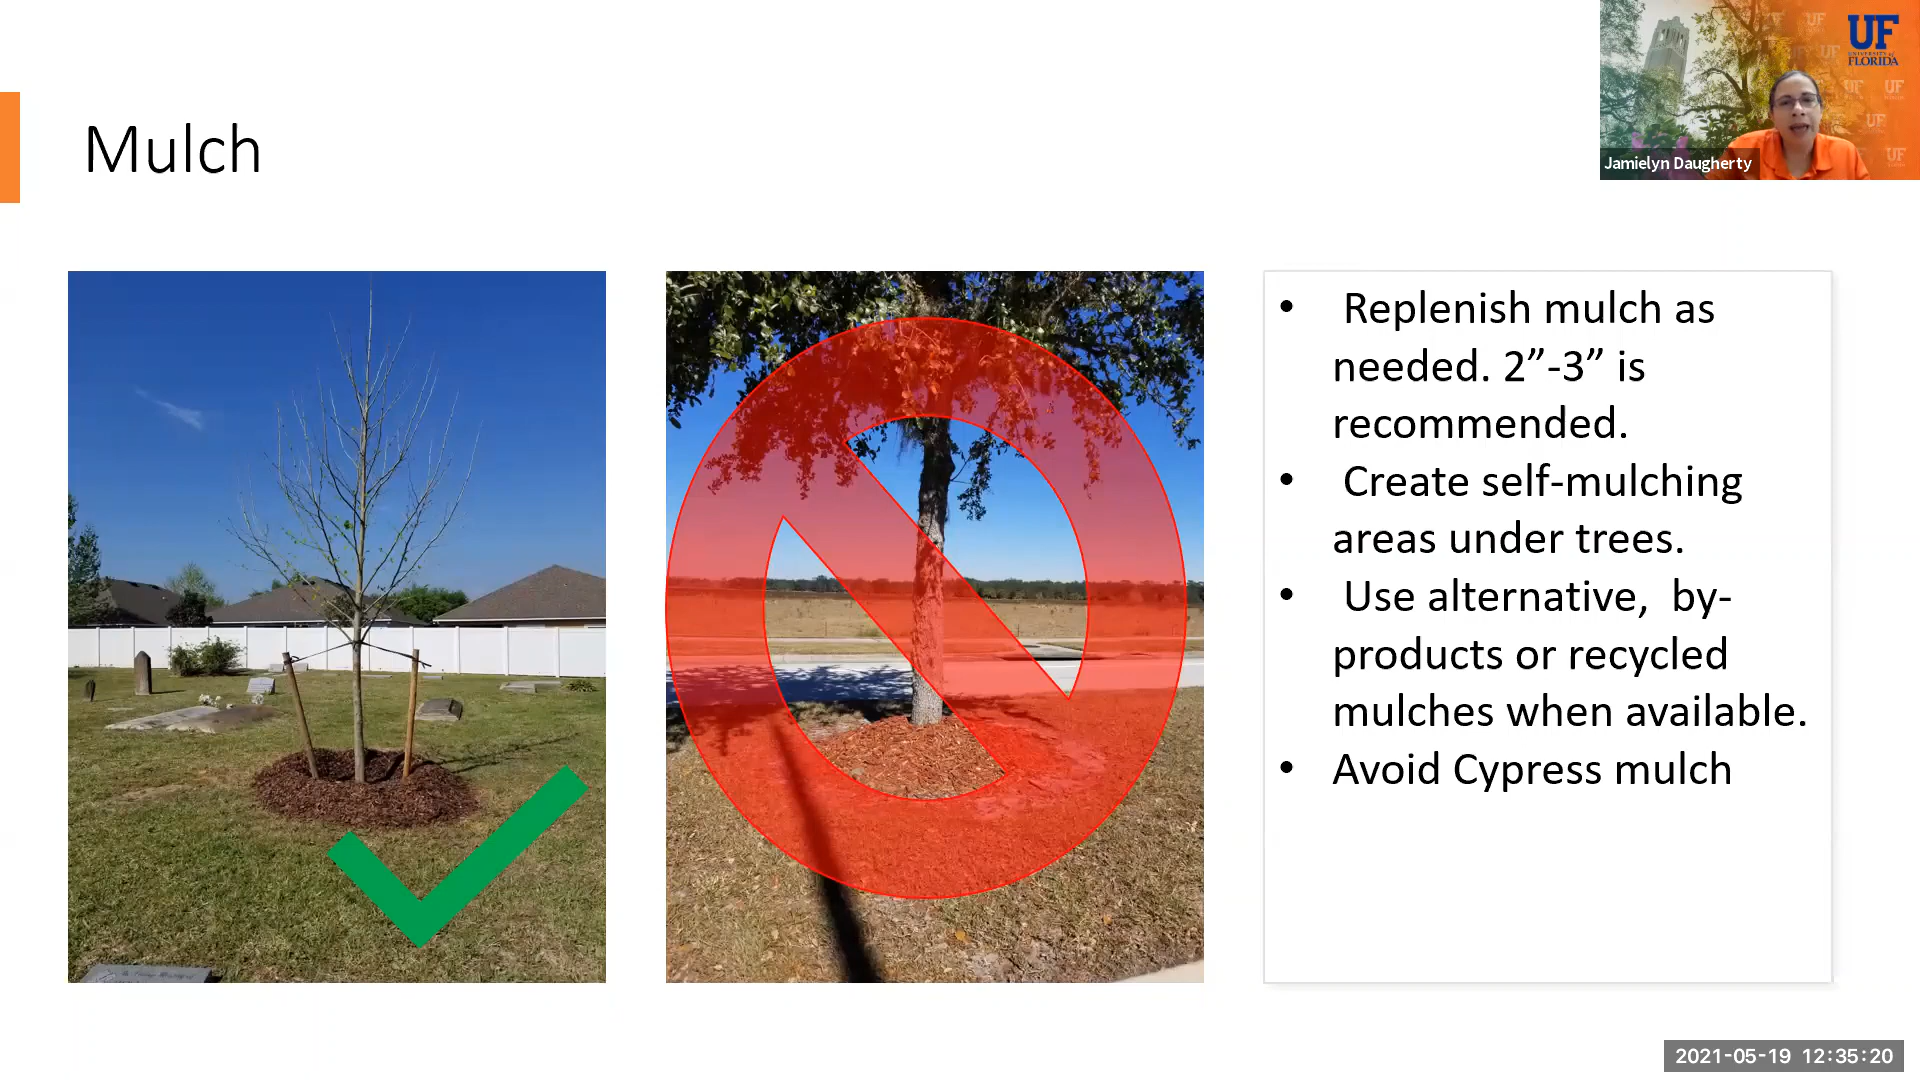 UF
UNIVERSITY of
FLORIDA
Jamielyn Daugherty
Mulch
• Replenish mulch as
needed. 2”-3” is
recommended.
• Create self-mulching
areas under trees.
• Use alternative, by-
products or recycled
mulches when available.
• Avoid Cypress mulch
2021-05-19 12:35:20